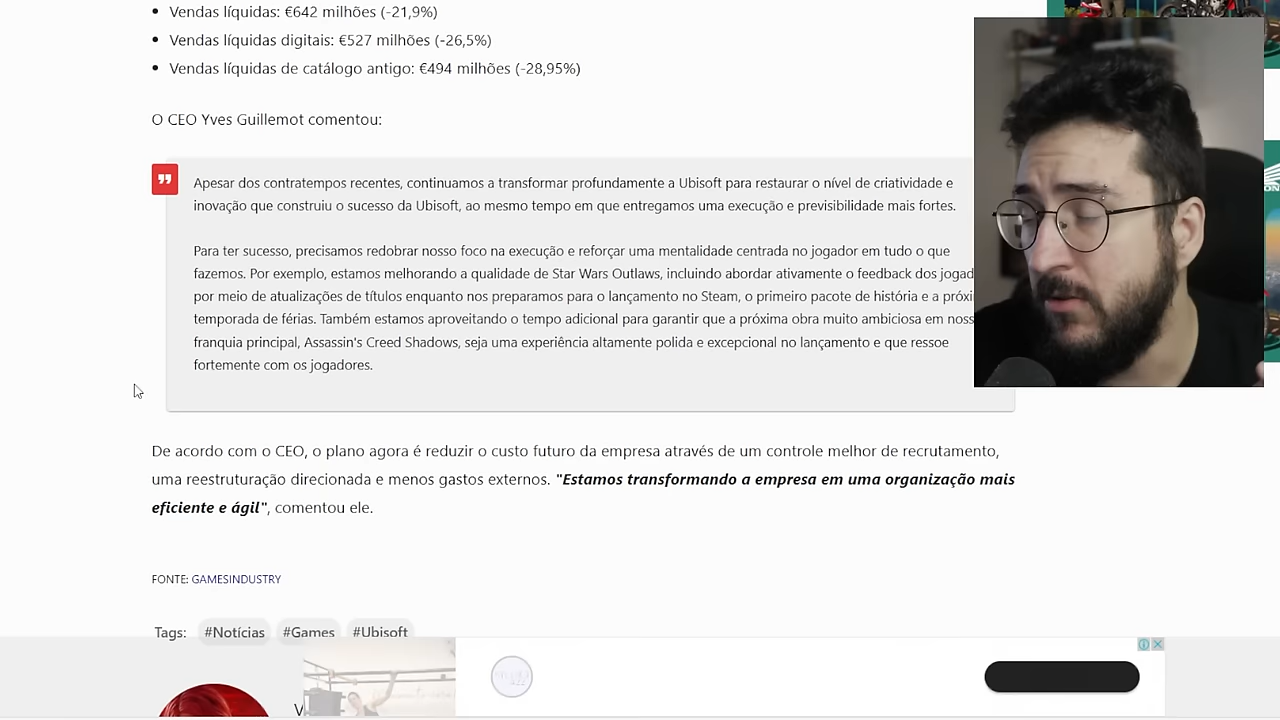 Vendas líquidas: €642 milhões (-21,9%)
Vendas líquidas digitais: €527 milhões (-26,5%)
Vendas líquidas de catálogo antigo: €494 milhões (-28,95%)
O CEO Yves Guillemot comentou:
Apesar dos contratempos recentes, continuamos a transformar profundamente a Ubisoft para restaurar o nível de criatividade e
inovação que construiu o sucesso da Ubisoft, ao mesmo tempo em que entregamos uma execução e previsibilidade mais fortes.
Para ter sucesso, precisamos redobrar nosso foco na execução e reforçar uma mentalidade centrada no jogador em tudo o que
fazemos. Por exemplo, estamos melhorando a qualidade de Star Wars Outlaws, incluindo abordar ativamente o feedback dos
por meio de atualizações de títulos enquanto nos preparamos para o lançamento no Steam, o primeiro pacote de história e a
temporada de férias. Também estamos aproveitando o tempo adicional para garantir que a próxima obra muito ambiciosa em
franquia principal, Assassin's Creed Shadows, seja uma experiência altamente polida e excepcional no lançamento e que ressoe
fortemente com os jogadores.
De acordo com o CEO, o plano agora é reduzir o custo futuro da empresa através de um controle melhor de recrutamento,
uma reestruturação direcionada e menos gastos externos. "Estamos transformando a empresa em uma organização mais
eficiente e ágil", comentou ele.
FONTE: GAMESINDUSTRY
Tags: #Notícias #Games #Ubisoft